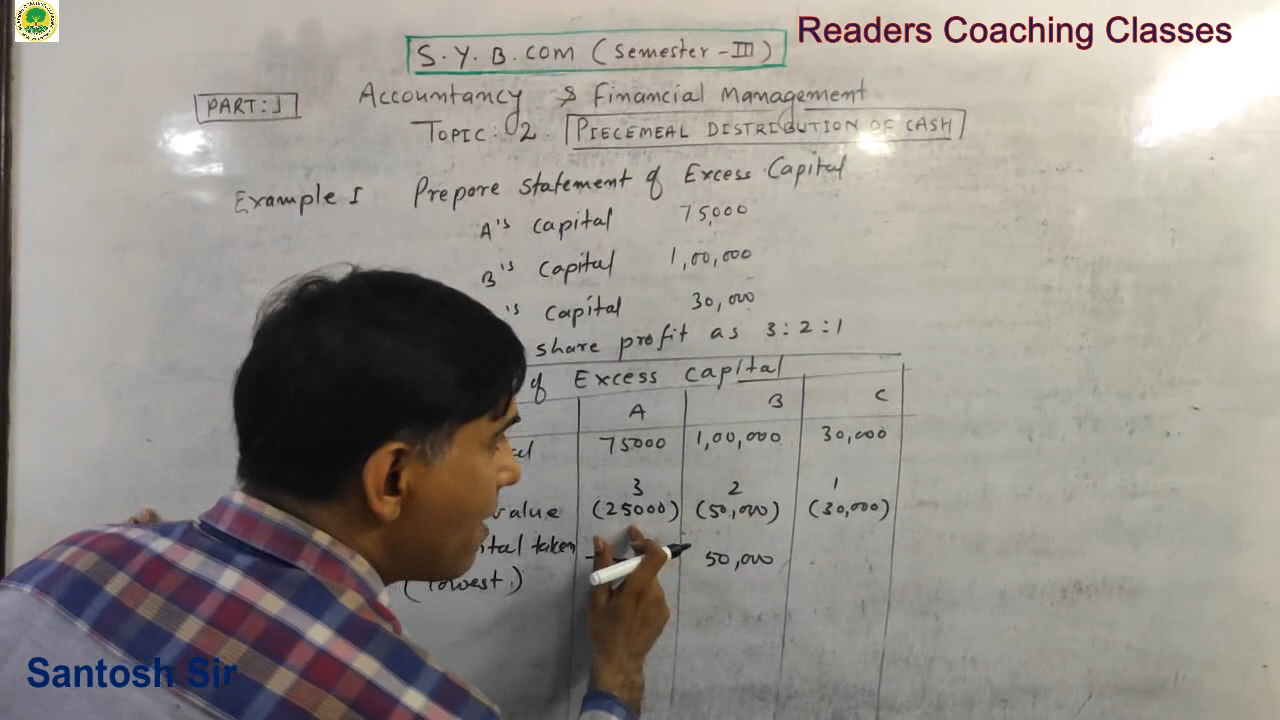 Readers Coaching Classes
S.Y.B.COM (Semester-III)
PART:1
Accountancy & Financial Management
TOPIC: 2. PIECEMEAL DISTRIBUTION OF CASH
Example I Prepare Statement of Excess Capital
A's capital 75,000
B's capital 1,00,000
's capital 30,000
share profit as 3:2:1
of Excess capital
A B C
75000 1,00,000 30,000
3 2 1
value (25000) (50,000) (30,000)
taken 50,000
(lowest)
Santosh Sir